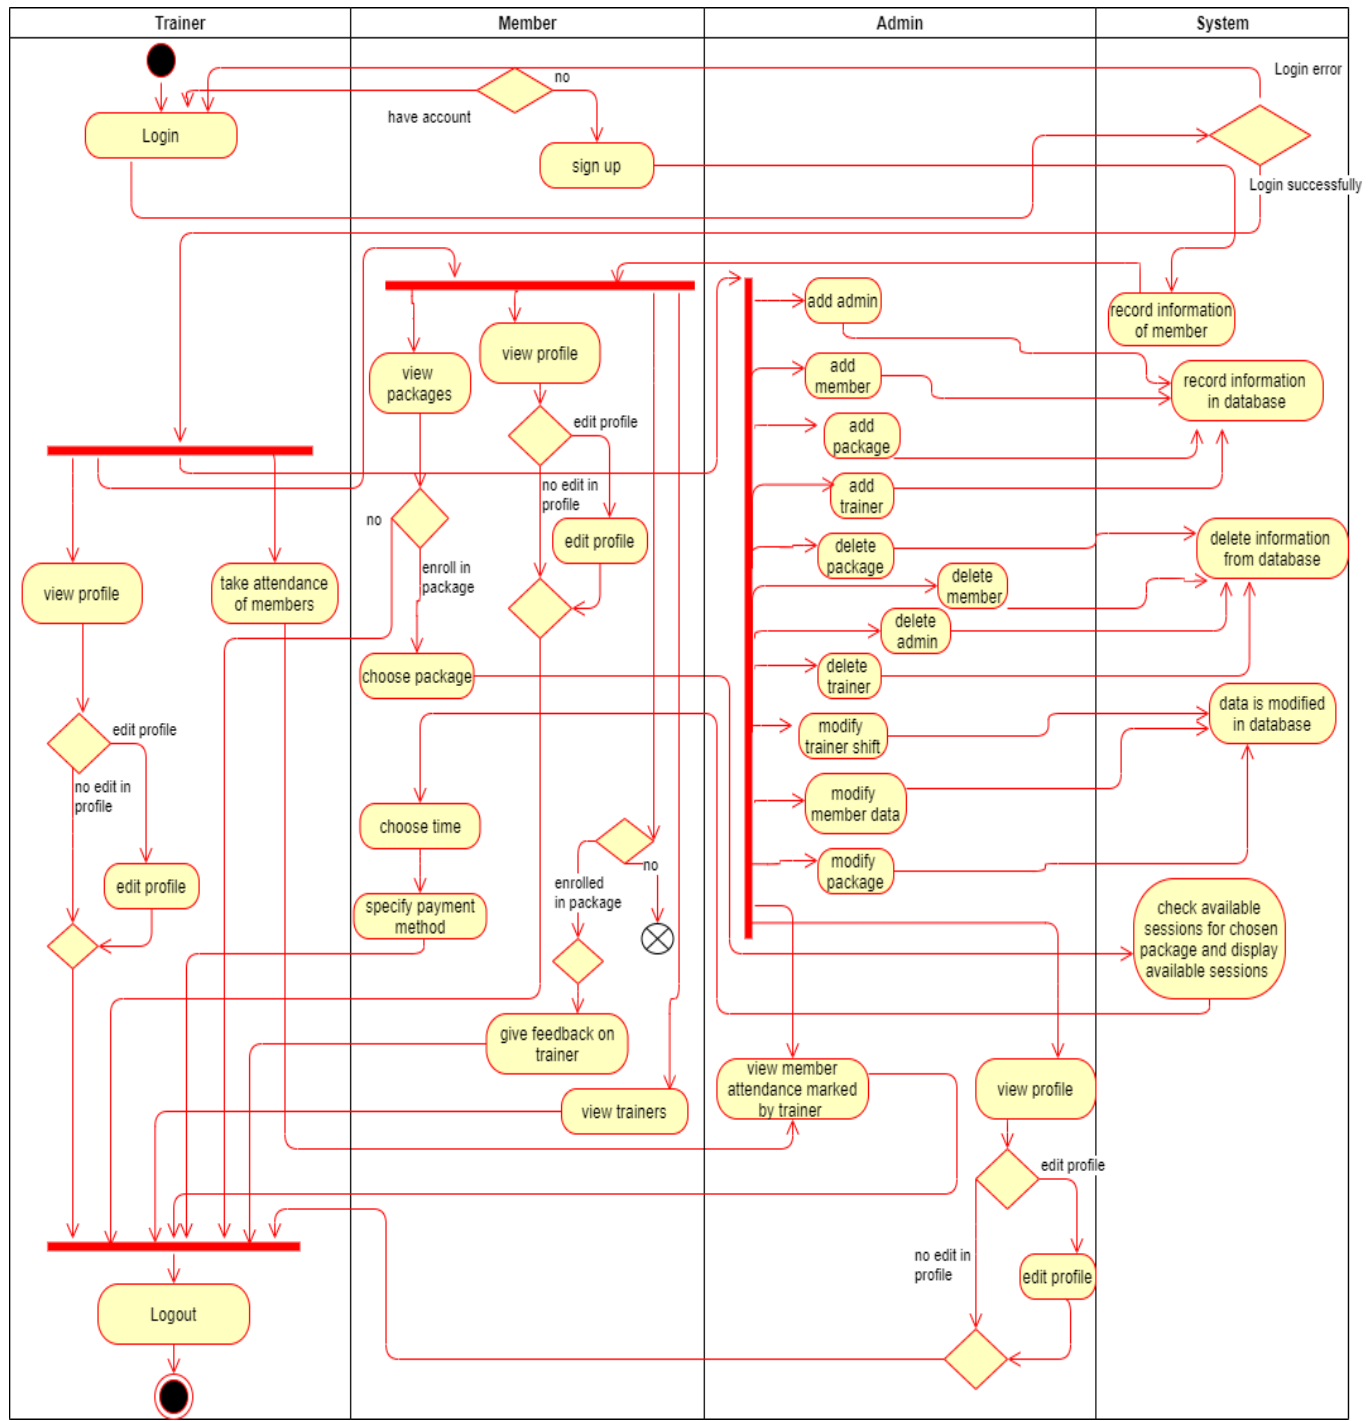 Trainer
Member
Admin
System
Login error
no
have account
Login
sign up
Login successfully
add admin
record information
of member
view profile
view
packages
add
member
record information
in database
edit profile
add
package
no edit in
profile
add
trainer
no
edit profile
delete
package
delete information
from database
enroll in
package
view profile
take attendance
of members
delete
member
delete
admin
choose package
delete
trainer
data is modified
in database
edit profile
modify
trainer shift
no edit in
profile
modify
member data
choose time
no
modify
package
edit profile
enrolled
in package
specify payment
method
check available
sessions for chosen
package and display
available sessions
give feedback on
trainer
view member
attendance marked
by trainer
view profile
view trainers
edit profile
no edit in
profile
edit profile
Logout